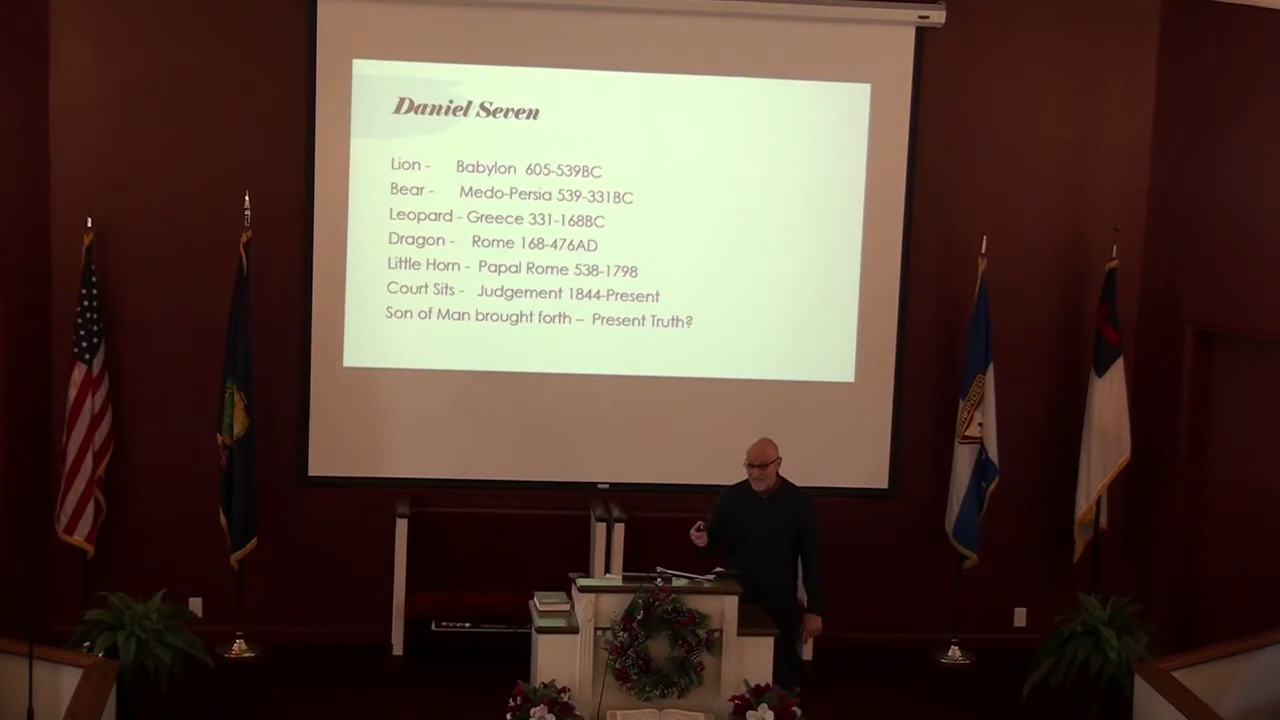 Daniel Seven
Lion - Babylon 605-539BC
Bear - Medo-Persia 539-331BC
Leopard - Greece 331-168BC
Dragon - Rome 168-476AD
Little Horn - Papal Rome 538-1798
Court Sits - Judgement 1844-Present
Son of Man brought forth – Present Truth?